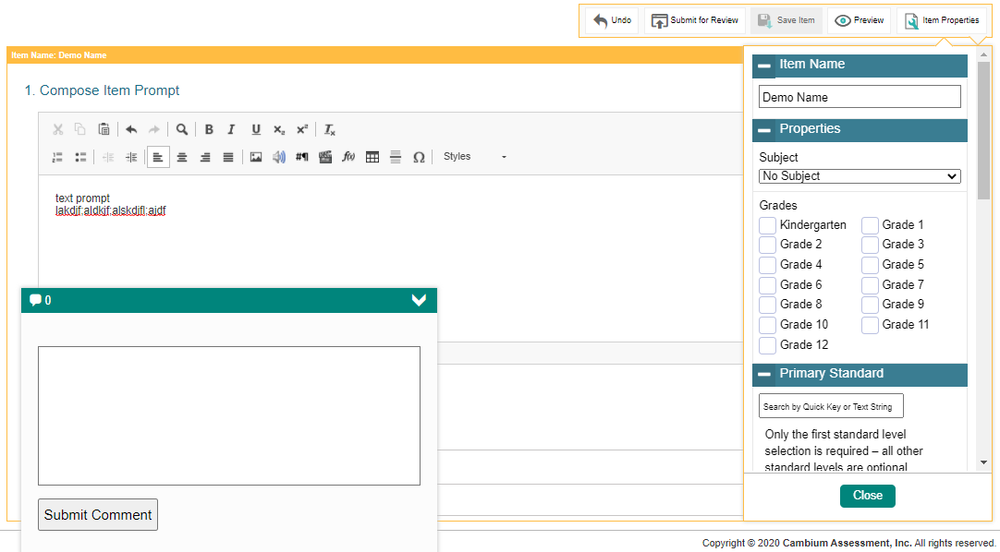 Undo
Submit for Review
Save Item
Preview
Item Properties
Item Name: Demo Name
1. Compose Item Prompt
B I U x₂ x² Tx
#¶ f(x) Ω Styles
text prompt
lakdjf;aldkjf;alskdjfl;ajdf
0
Submit Comment
Item Name
Demo Name
Properties
Subject
No Subject
Grades
Kindergarten Grade 1
Grade 2 Grade 3
Grade 4 Grade 5
Grade 6 Grade 7
Grade 8 Grade 9
Grade 10 Grade 11
Grade 12
Primary Standard
Search by Quick Key or Text String
Only the first standard level
selection is required – all other
standard levels are optional
Close
Copyright © 2020 Cambium Assessment, Inc. All rights reserved.